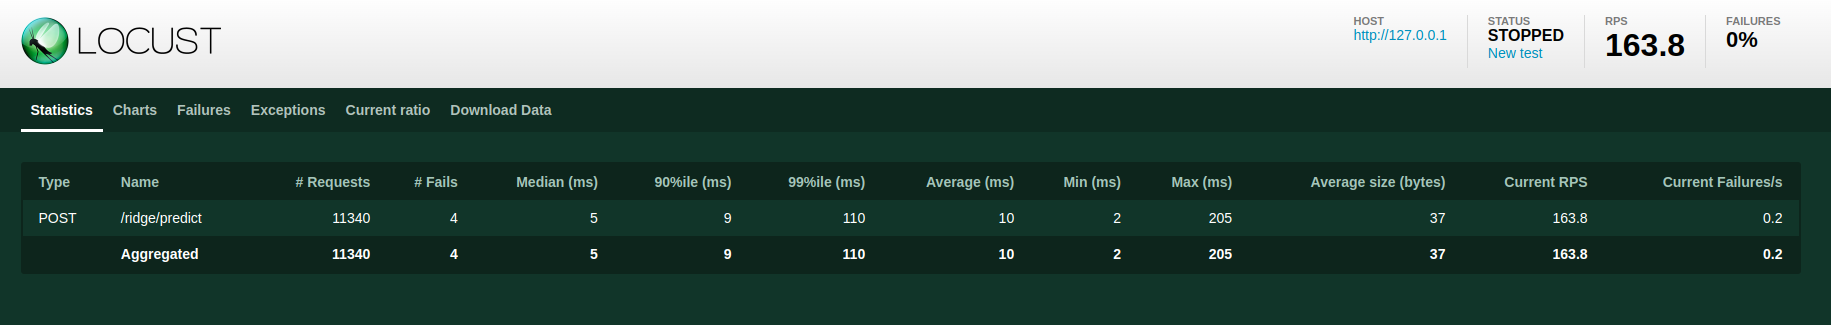 LOCUST
HOST
http://127.0.0.1
STATUS
STOPPED
New test
RPS
163.8
FAILURES
0%
Statistics Charts Failures Exceptions Current ratio Download Data
Type Name # Requests # Fails Median (ms) 90%ile (ms) 99%ile (ms) Average (ms) Min (ms) Max (ms) Average size (bytes) Current RPS Current Failures/s
POST /ridge/predict 11340 4 5 9 110 10 2 205 37 163.8 0.2
Aggregated 11340 4 5 9 110 10 2 205 37 163.8 0.2